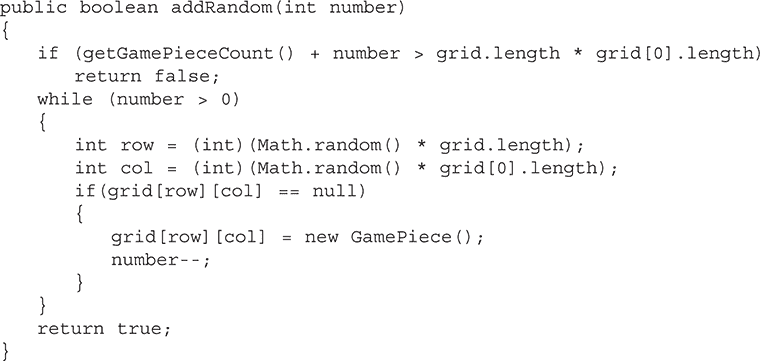 public boolean addRandom(int number)
{
    if (getGamePieceCount() + number > grid.length * grid[0].length)
        return false;
    while (number > 0)
    {
        int row = (int)(Math.random() * grid.length);
        int col = (int)(Math.random() * grid[0].length);
        if(grid[row][col] == null)
        {
            grid[row][col] = new GamePiece();
            number--;
        }
    }
    return true;
}